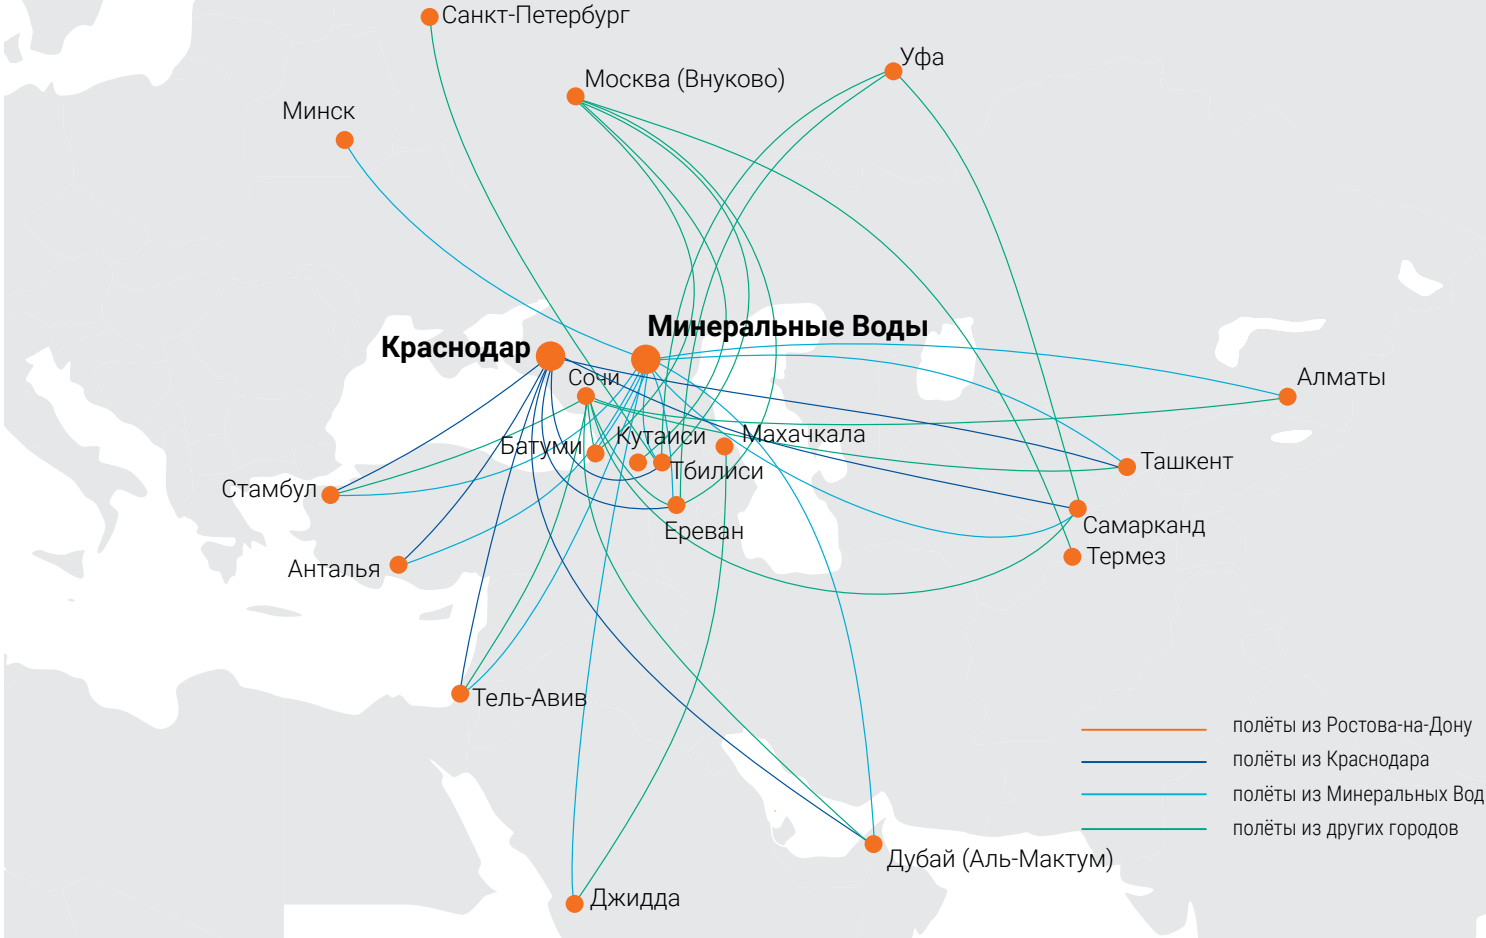 Санкт-Петербург
Уфа
Москва (Внуково)
Минск
Минеральные Воды
Краснодар
Сочи
Алматы
Батуми
Кутаиси
Махачкала
Тбилиси
Ташкент
Стамбул
Ереван
Самарканд
Термез
Анталья
Тель-Авив
полёты из Ростова-на-Дону
полёты из Краснодара
полёты из Минеральных Вод
полёты из других городов
Дубай (Аль-Мактум)
Джидда